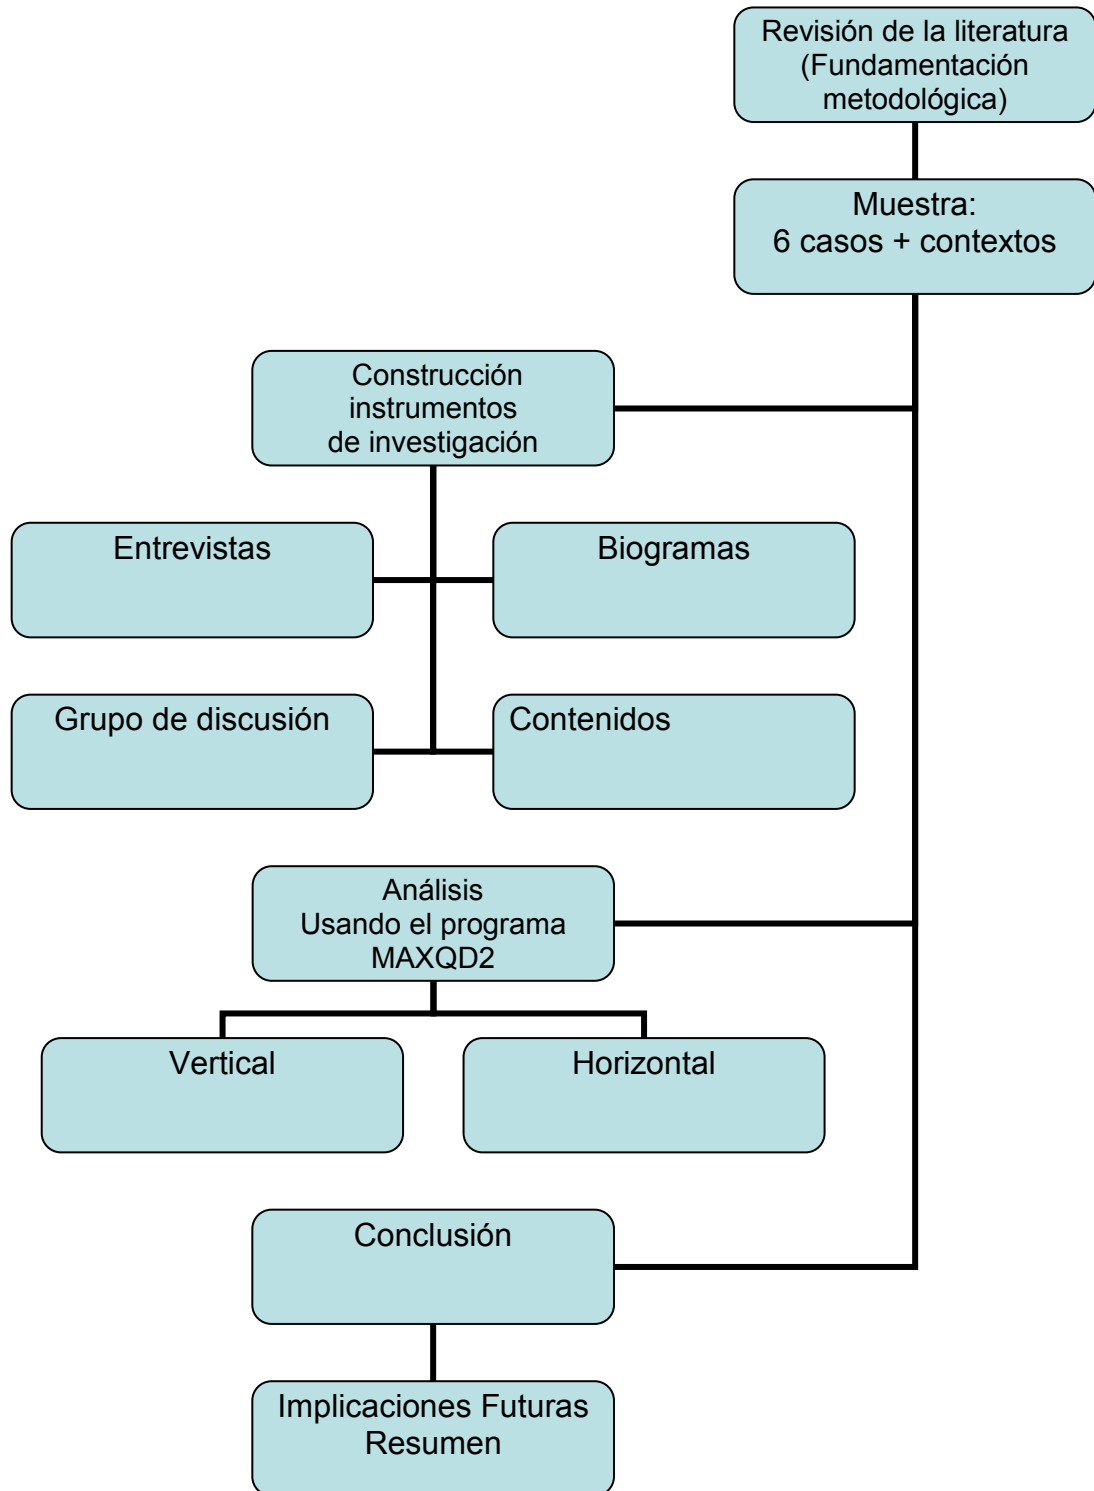 Revisión de la literatura
(Fundamentación
metodológica)
Muestra:
6 casos + contextos
Construcción
instrumentos
de investigación
Entrevistas
Biogramas
Grupo de discusión
Contenidos
Análisis
Usando el programa
MAXQD2
Vertical
Horizontal
Conclusión
Implicaciones Futuras
Resumen